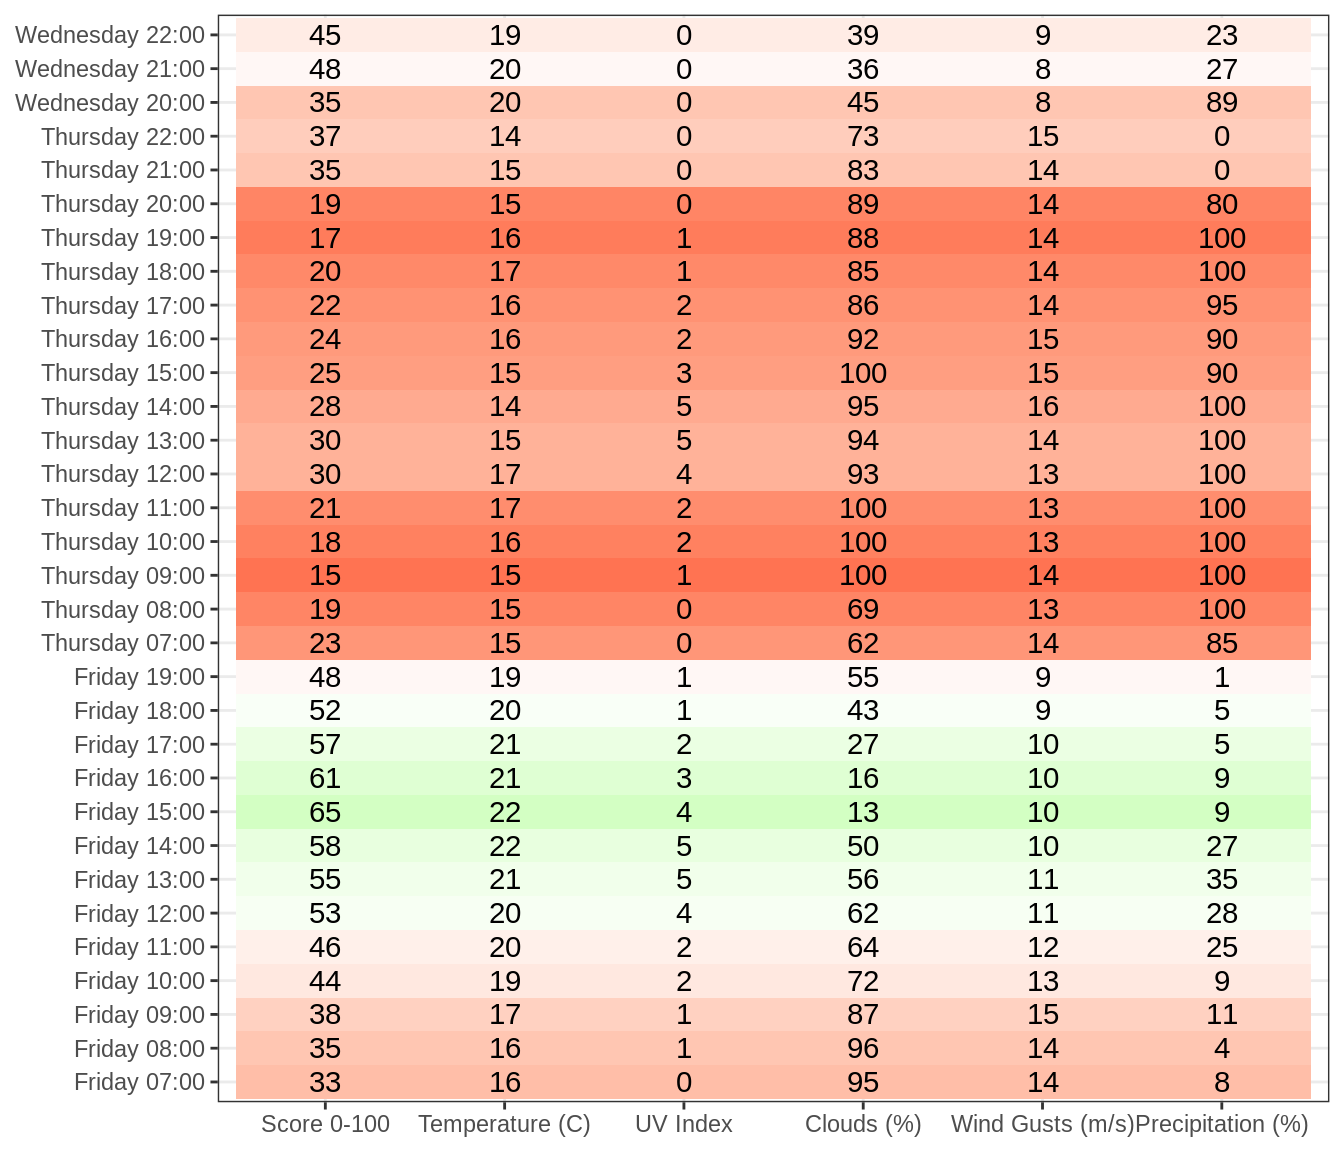 Wednesday 22:00 45 19 0 39 9 23
Wednesday 21:00 48 20 0 36 8 27
Wednesday 20:00 35 20 0 45 8 89
Thursday 22:00 37 14 0 73 15 0
Thursday 21:00 35 15 0 83 14 0
Thursday 20:00 19 15 0 89 14 80
Thursday 19:00 17 16 1 88 14 100
Thursday 18:00 20 17 1 85 14 100
Thursday 17:00 22 16 2 86 14 95
Thursday 16:00 24 16 2 92 15 90
Thursday 15:00 25 15 3 100 15 90
Thursday 14:00 28 14 5 95 16 100
Thursday 13:00 30 15 5 94 14 100
Thursday 12:00 30 17 4 93 13 100
Thursday 11:00 21 17 2 100 13 100
Thursday 10:00 18 16 2 100 13 100
Thursday 09:00 15 15 1 100 14 100
Thursday 08:00 19 15 0 69 13 100
Thursday 07:00 23 15 0 62 14 85
Friday 19:00 48 19 1 55 9 1
Friday 18:00 52 20 1 43 9 5
Friday 17:00 57 21 2 27 10 5
Friday 16:00 61 21 3 16 10 9
Friday 15:00 65 22 4 13 10 9
Friday 14:00 58 22 5 50 10 27
Friday 13:00 55 21 5 56 11 35
Friday 12:00 53 20 4 62 11 28
Friday 11:00 46 20 2 64 12 25
Friday 10:00 44 19 2 72 13 9
Friday 09:00 38 17 1 87 15 11
Friday 08:00 35 16 1 96 14 4
Friday 07:00 33 16 0 95 14 8
Score 0-100 Temperature (C) UV Index Clouds (%) Wind Gusts (m/s) Precipitation (%)